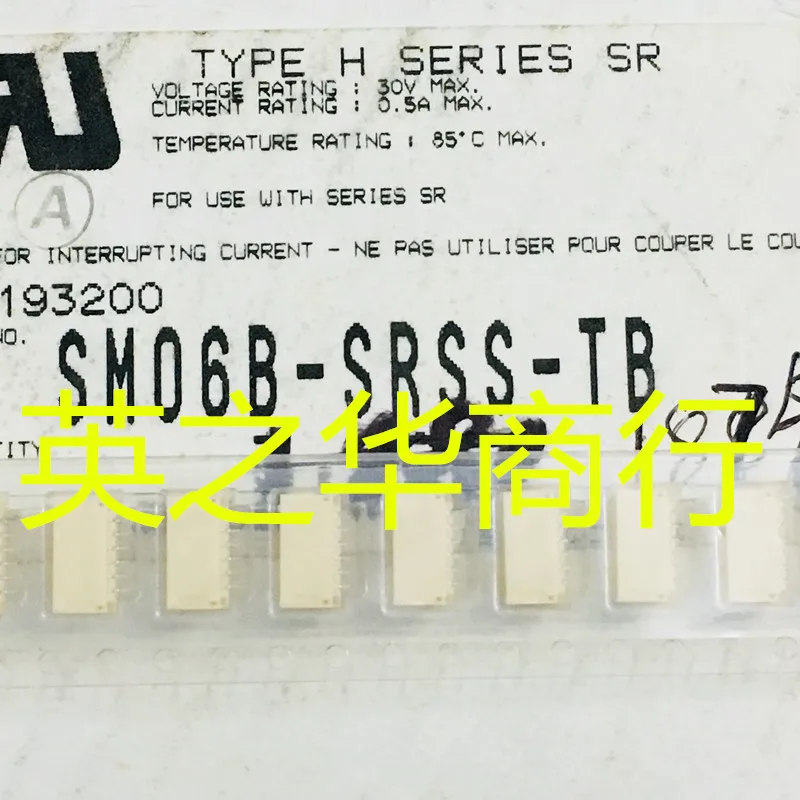 TYPE H SERIES SR
VOLTAGE RATING : 30V MAX.
CURRENT RATING : 0.5A MAX.
TEMPERATURE RATING : 85°C MAX.
A
FOR USE WITH SERIES SR
FOR INTERRUPTING CURRENT - NE PAS UTILISER POUR COUPER LE COU
193200
NO.
SM06B-SRSS-TB
英之华商行
TITY